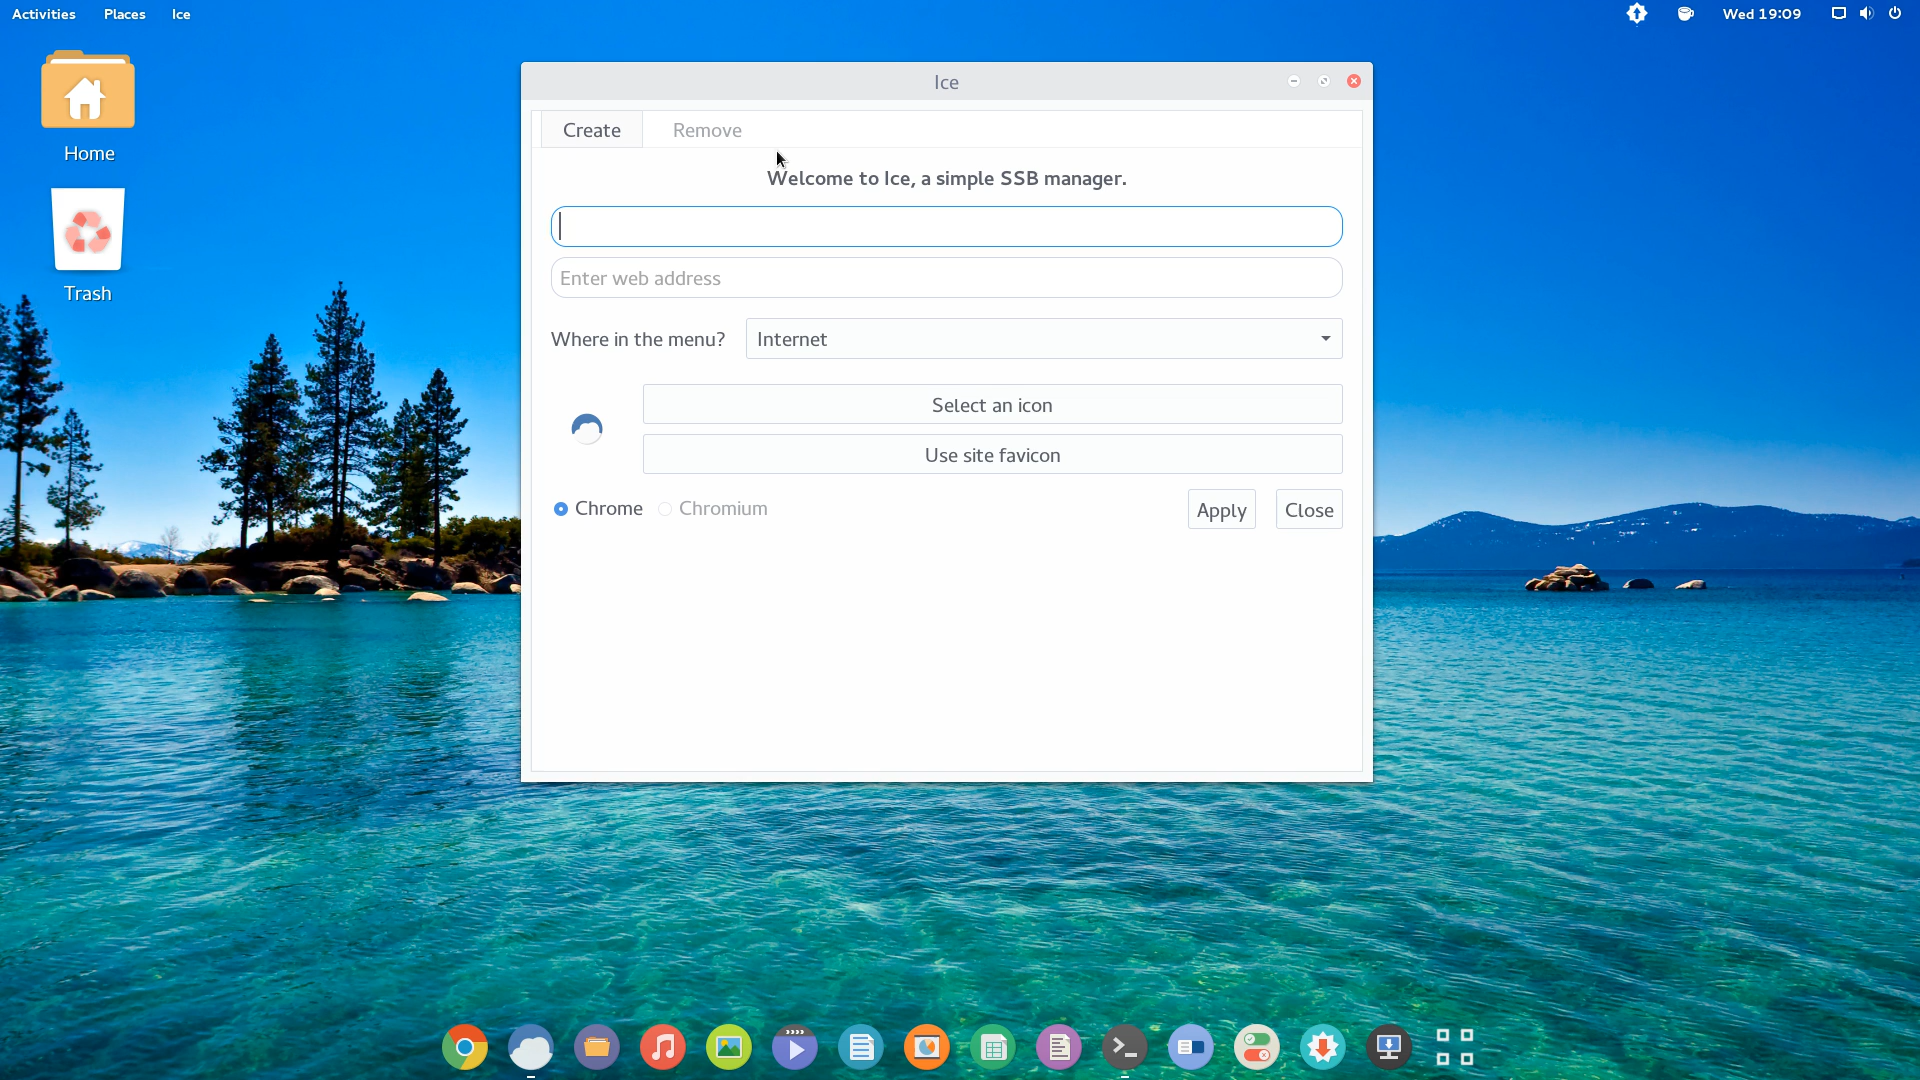 Activities Places Ice
Wed 19:09
Home
Trash
Ice
Create Remove
Welcome to Ice, a simple SSB manager.
Enter web address
Where in the menu? Internet
Select an icon
Use site favicon
Chrome Chromium Apply Close